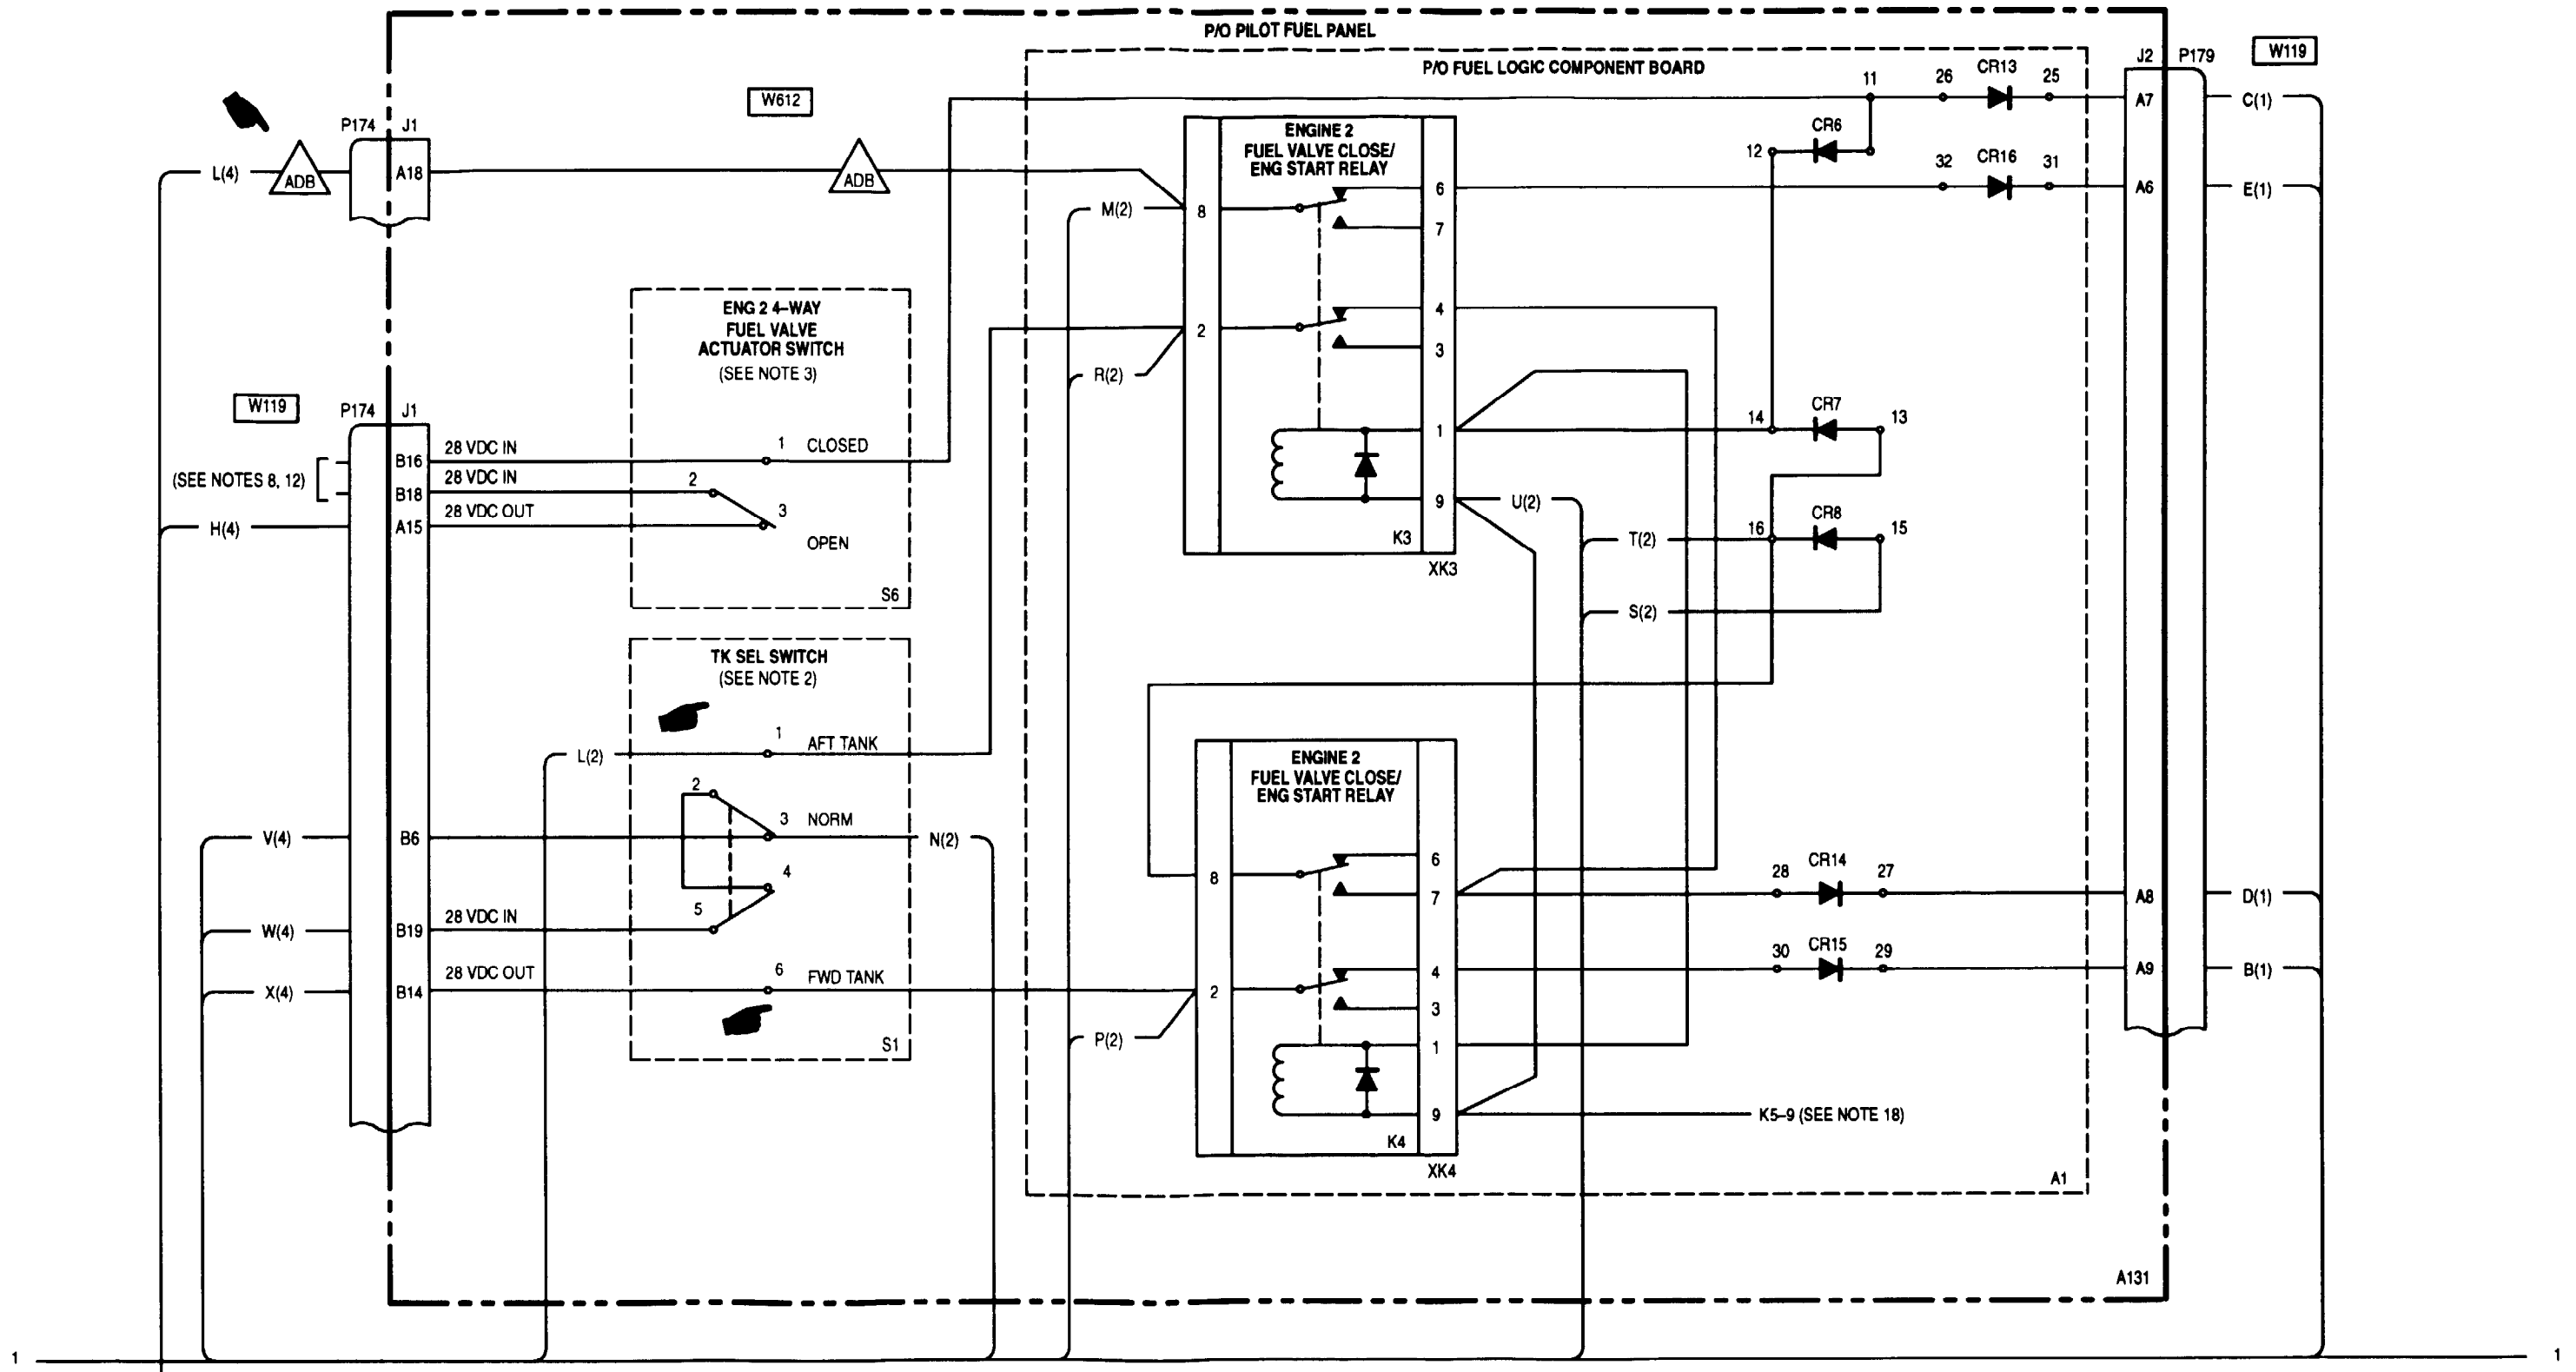 P/O PILOT FUEL PANEL
J2 P179 W119
P/O FUEL LOGIC COMPONENT BOARD
11 26 CR13 25
A7 C(1)
W612
P174 J1
ENGINE 2
FUEL VALVE CLOSE/
ENG START RELAY
CR6
12
32 CR16 31
L(4) ADB A18 ADB
6 A6 E(1)
M(2) 8
7
ENG 2 4-WAY
FUEL VALVE
ACTUATOR SWITCH
(SEE NOTE 3)
4
2
3
R(2)
W119 P174 J1
CR7
14 13
1
B16 28 VDC IN 1 CLOSED
(SEE NOTES 8, 12)
B18 28 VDC IN 2
9 U(2)
H(4) A15 28 VDC OUT 3
OPEN
CR8
T(2) 16 15
K3
XK3
S6
S(2)
TK SEL SWITCH
(SEE NOTE 2)
1
L(2) AFT TANK
ENGINE 2
FUEL VALVE CLOSE/
ENG START RELAY
2
V(4) B6 3 NORM N(2)
6
CR14
28 27
4
8
7 A8 D(1)
5
W(4) B19 28 VDC IN
CR15
30 29
4 A9 B(1)
X(4) B14 28 VDC OUT 6 FWD TANK
2
3
P(2)
S1
1
9 K5-9 (SEE NOTE 18)
K4
XK4
A1
A131
1 1